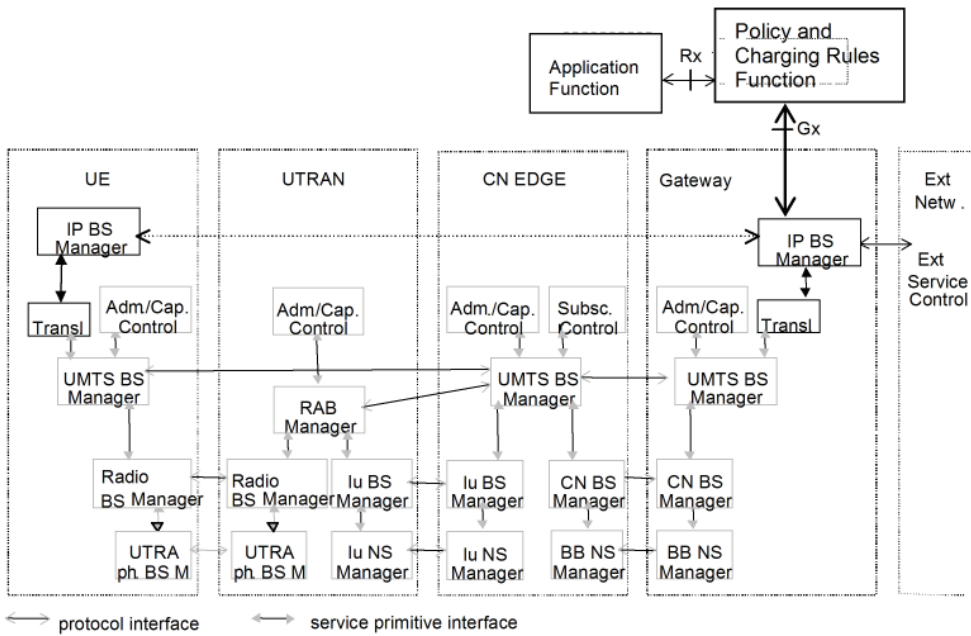 Policy and
Charging Rules
Function
Rx
Application
Function
Gx
UE
UTRAN
CN EDGE
Gateway
Ext
Netw .
IP BS
Manager
IP BS
Manager
Ext
Service
Control
Transl
Adm./Cap.
Control
Adm./Cap.
Control
Adm./Cap.
Control
Subsc.
Control
Adm./Cap.
Control
Transl
UMTS BS
Manager
RAB
Manager
UMTS BS
Manager
UMTS BS
Manager
Radio
BS Manager
Radio
BS Manager
Iu BS
Manager
Iu BS
Manager
CN BS
Manager
CN BS
Manager
UTRA
ph. BS M
UTRA
ph. BS M
Iu NS
Manager
Iu NS
Manager
BB NS
Manager
BB NS
Manager
protocol interface
service primitive interface